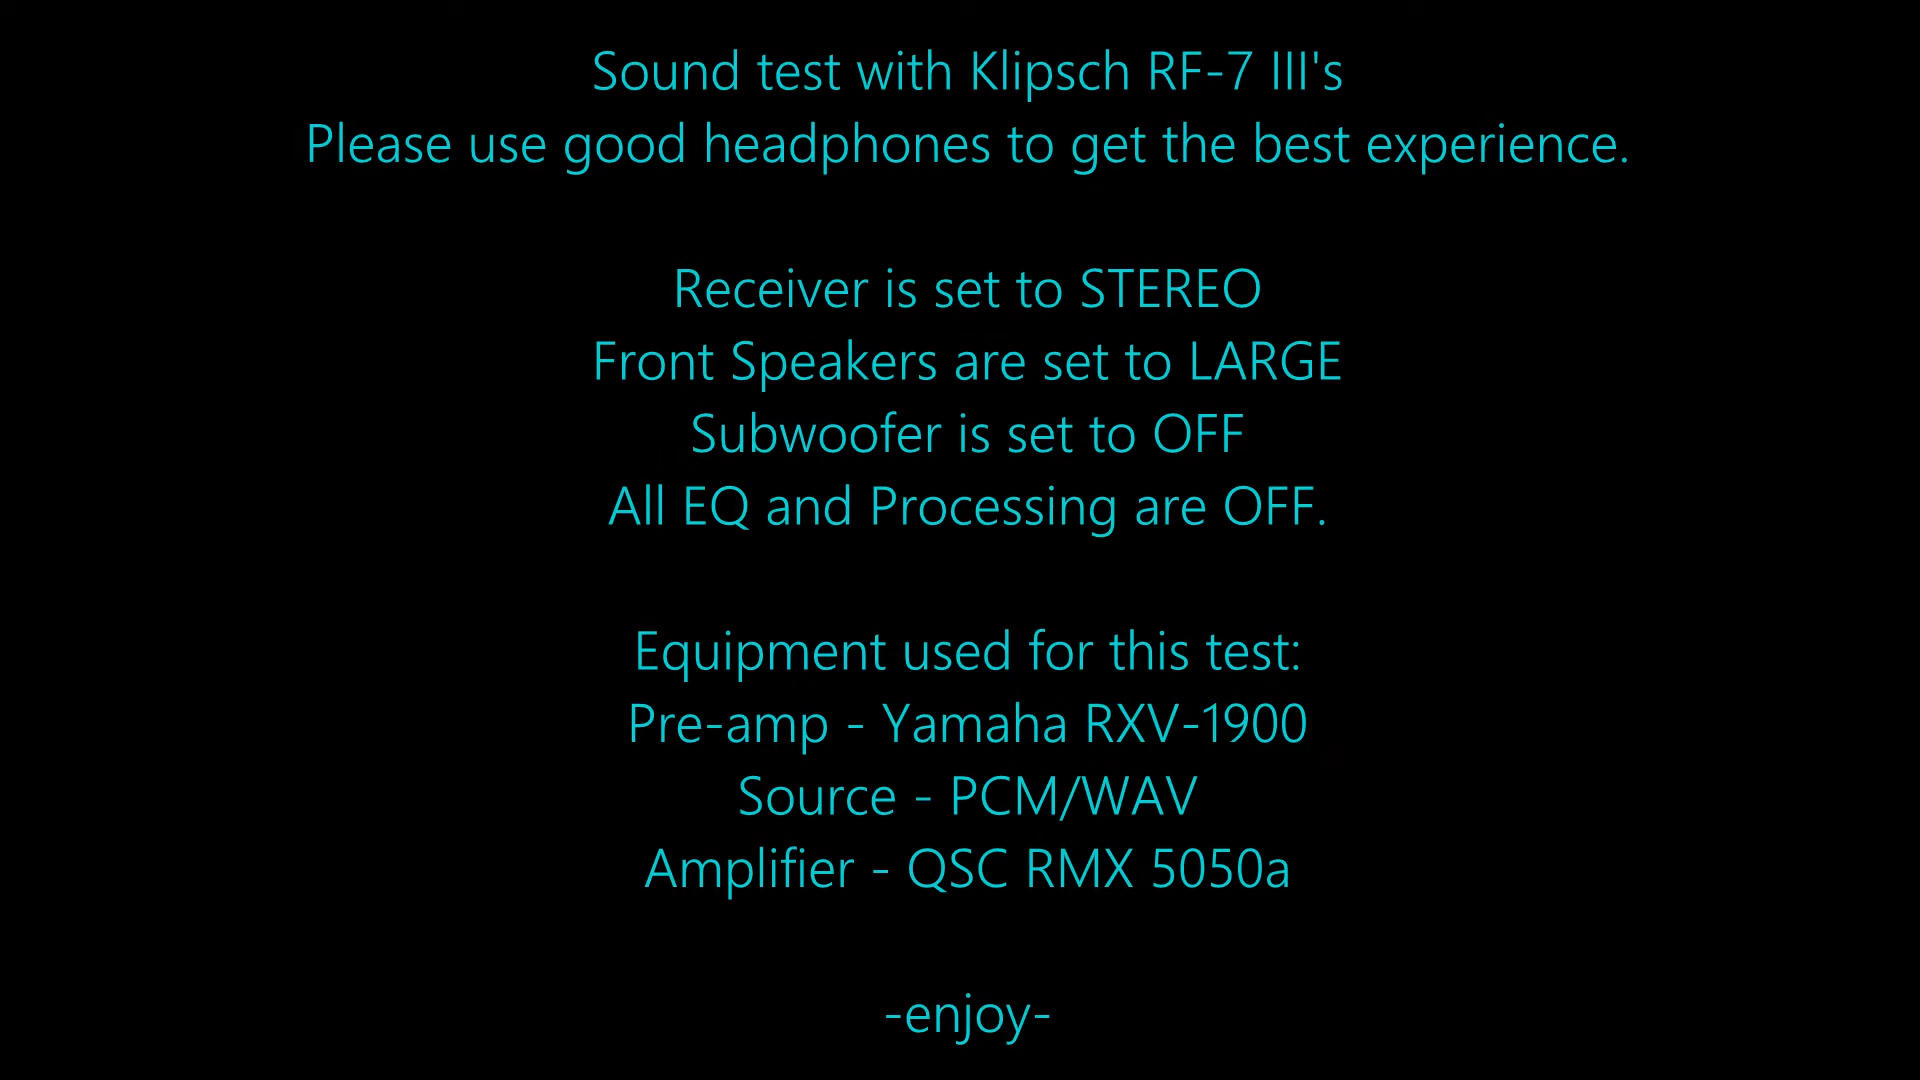 Sound test with Klipsch RF-7 III's
Please use good headphones to get the best experience.
Receiver is set to STEREO
Front Speakers are set to LARGE
Subwoofer is set to OFF
All EQ and Processing are OFF.
Equipment used for this test:
Pre-amp - Yamaha RXV-1900
Source - PCM/WAV
Amplifier - QSC RMX 5050a
-enjoy-